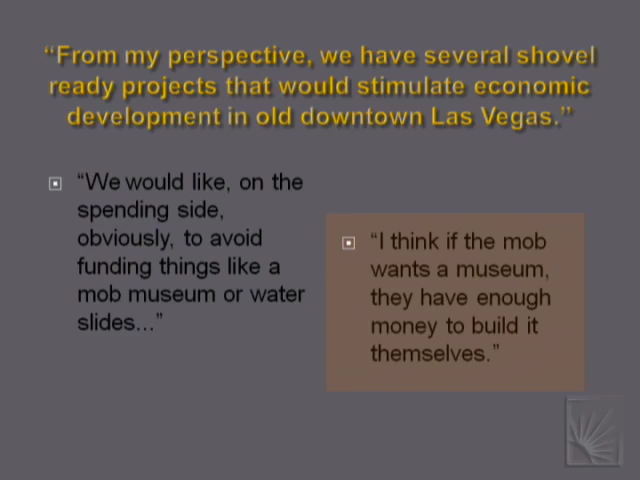 “From my perspective, we have several shovel
ready projects that would stimulate economic
development in old downtown Las Vegas.”
“We would like, on the
spending side,
obviously, to avoid
funding things like a
mob museum or water
slides...”
“I think if the mob
wants a museum,
they have enough
money to build it
themselves.”